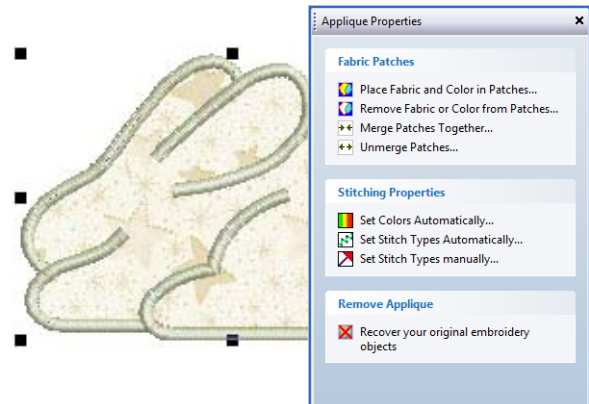 Applique Properties
Fabric Patches
Place Fabric and Color in Patches...
Remove Fabric or Color from Patches...
Merge Patches Together...
Unmerge Patches...
Stitching Properties
Set Colors Automatically...
Set Stitch Types Automatically...
Set Stitch Types manually...
Remove Applique
Recover your original embroidery
objects